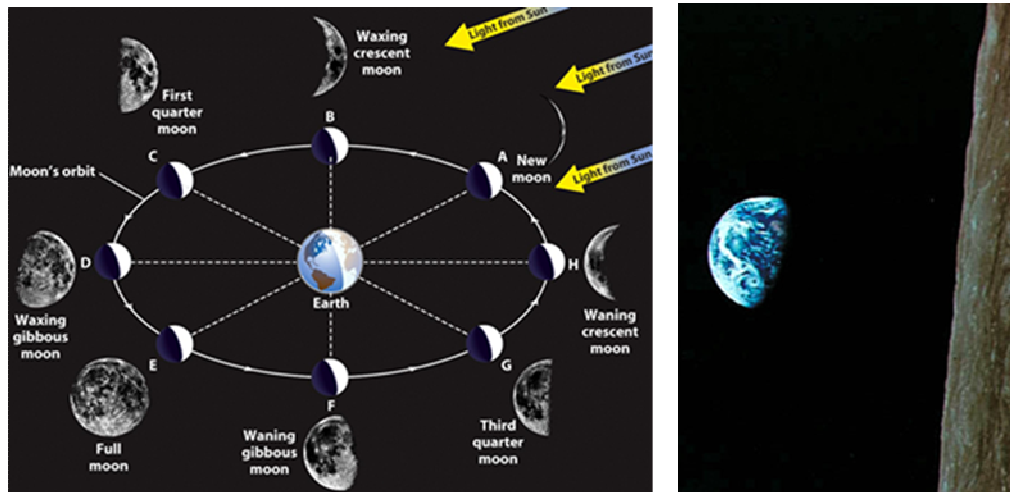 Light from Sun
Waxing
crescent
moon
Light from Sun
First
quarter
moon
B
C
A
New
moon
Light from Sun
Moon's orbit
D
H
Earth
Waxing
gibbous
moon
Waning
crescent
moon
E
G
F
Full
moon
Waning
gibbous
moon
Third
quarter
moon